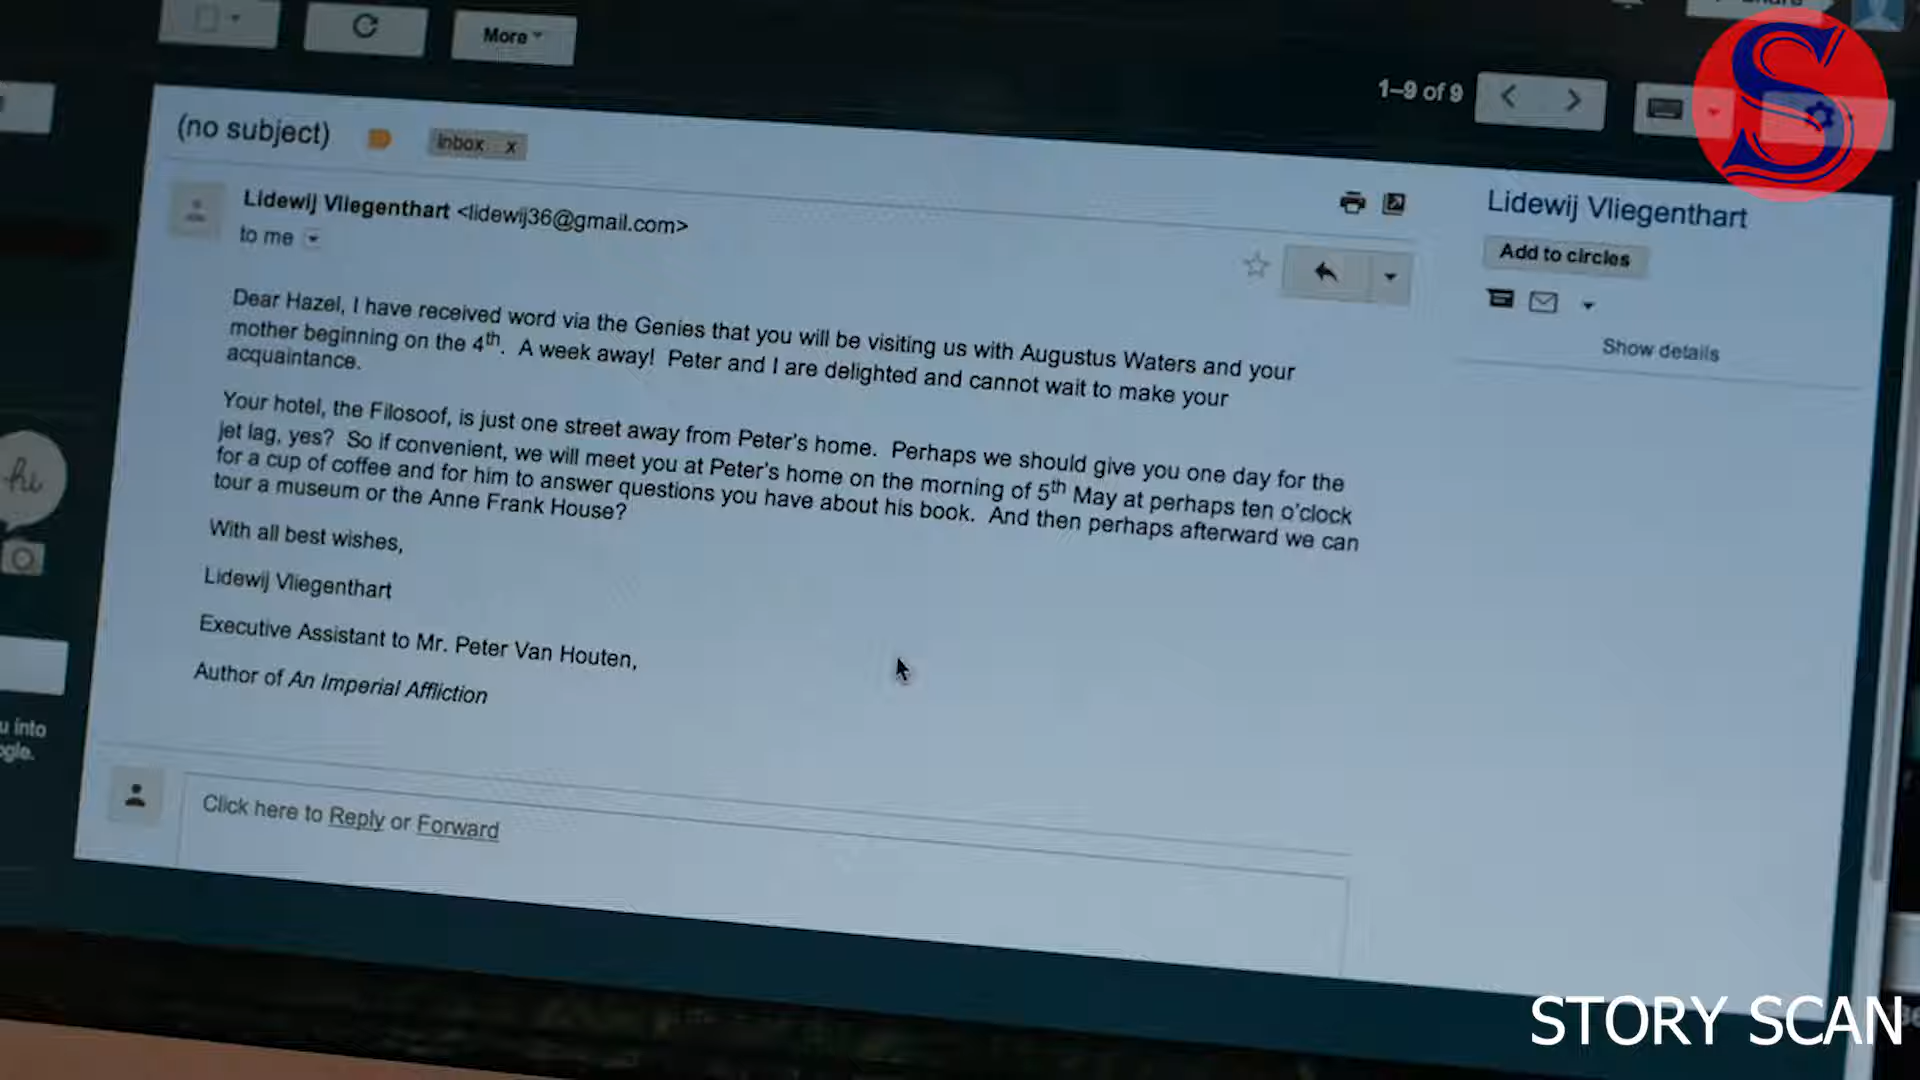 More
1–9 of 9
(no subject)
Inbox x
Lidewij Vliegenthart <lidewij36@gmail.com>
to me
Lidewij Vliegenthart
Add to circles
Show details
Dear Hazel, I have received word via the Genies that you will be visiting us with Augustus Waters and your
mother beginning on the 4th. A week away! Peter and I are delighted and cannot wait to make your
acquaintance.
Your hotel, the Filosoof, is just one street away from Peter's home. Perhaps we should give you one day for the
jet lag, yes? So if convenient, we will meet you at Peter's home on the morning of 5th May at perhaps ten o'clock
for a cup of coffee and for him to answer questions you have about his book. And then perhaps afterward we can
tour a museum or the Anne Frank House?
With all best wishes,
Lidewij Vliegenthart
Executive Assistant to Mr. Peter Van Houten,
Author of An Imperial Affliction
Click here to Reply or Forward
hi
u into
ogle.
S
STORY SCAN